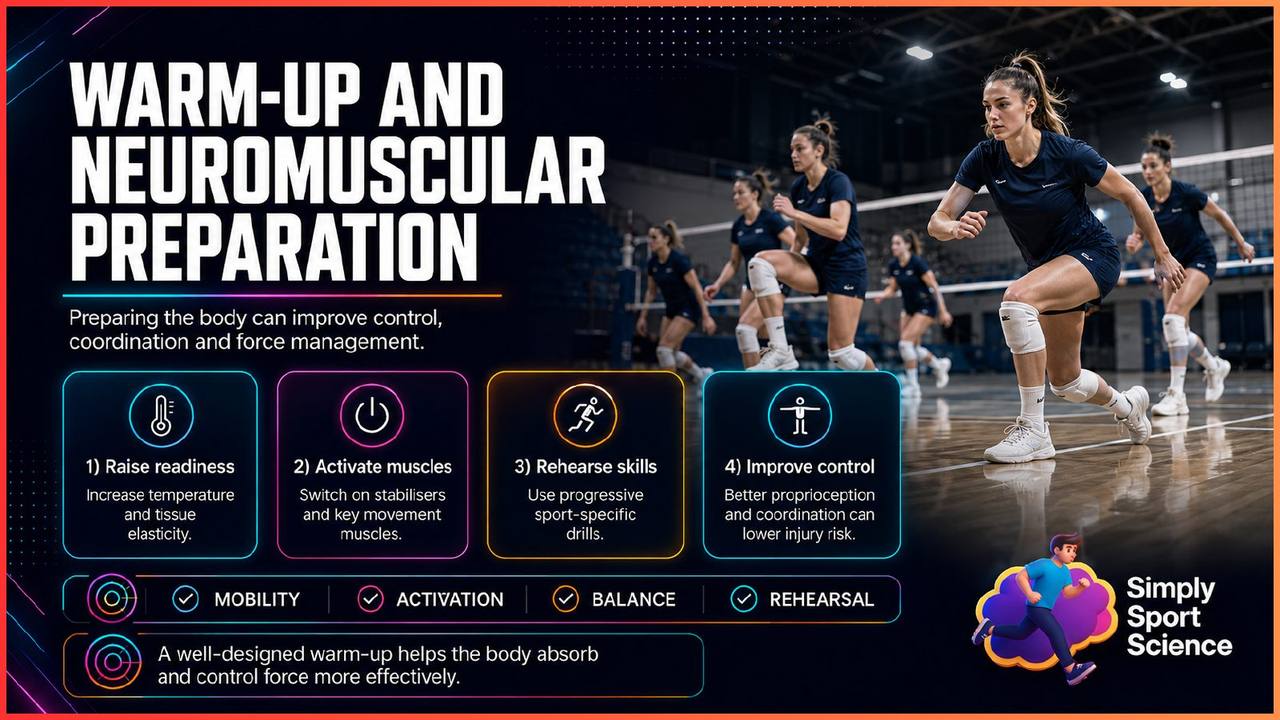 WARM-UP AND
NEUROMUSCULAR
PREPARATION
Preparing the body can improve control,
coordination and force management.
1) Raise readiness
Increase temperature
and tissue
elasticity.
2) Activate muscles
Switch on stabilisers
and key movement
muscles.
3) Rehearse skills
Use progressive
sport-specific
drills.
4) Improve control
Better proprioception
and coordination can
lower injury risk.
MOBILITY
ACTIVATION
BALANCE
REHEARSAL
A well-designed warm-up helps the body absorb
and control force more effectively.
Simply
Sport
Science